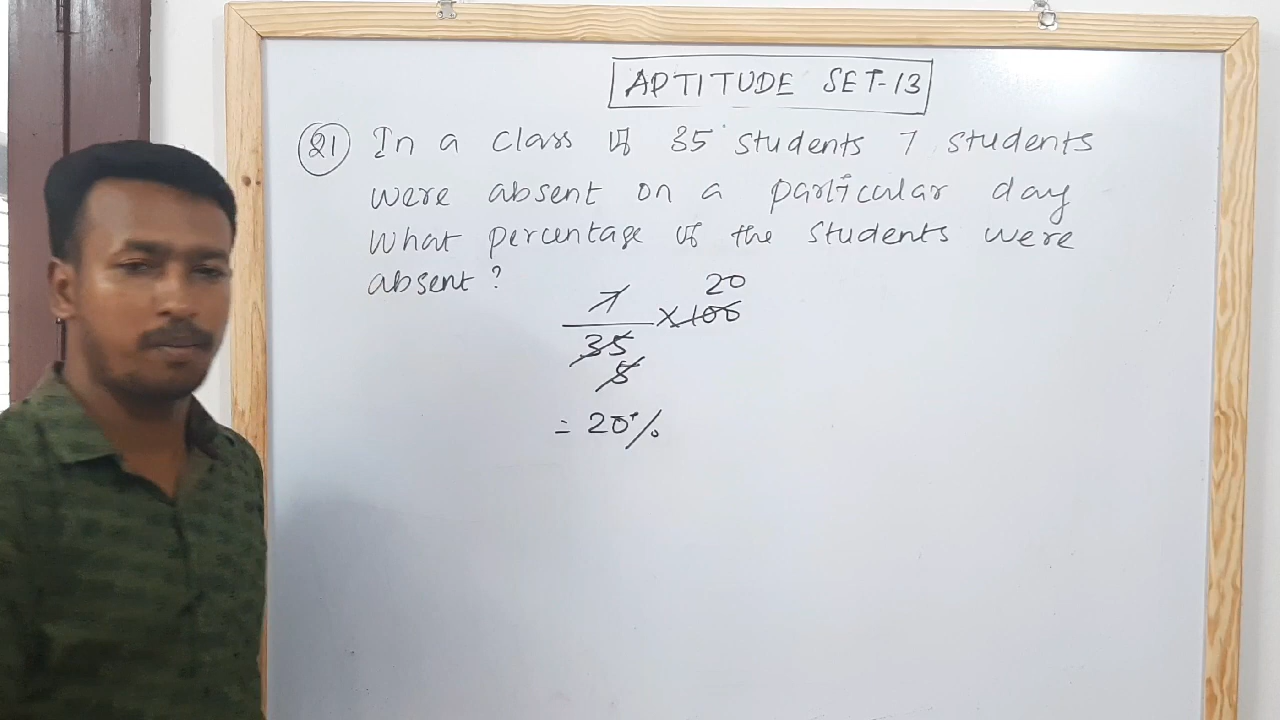 APTITUDE SET-13
21 In a class of 35 students 7 students
were absent on a particular day
What percentage of the students were
absent?
20
7
× 100
35
5
= 20%